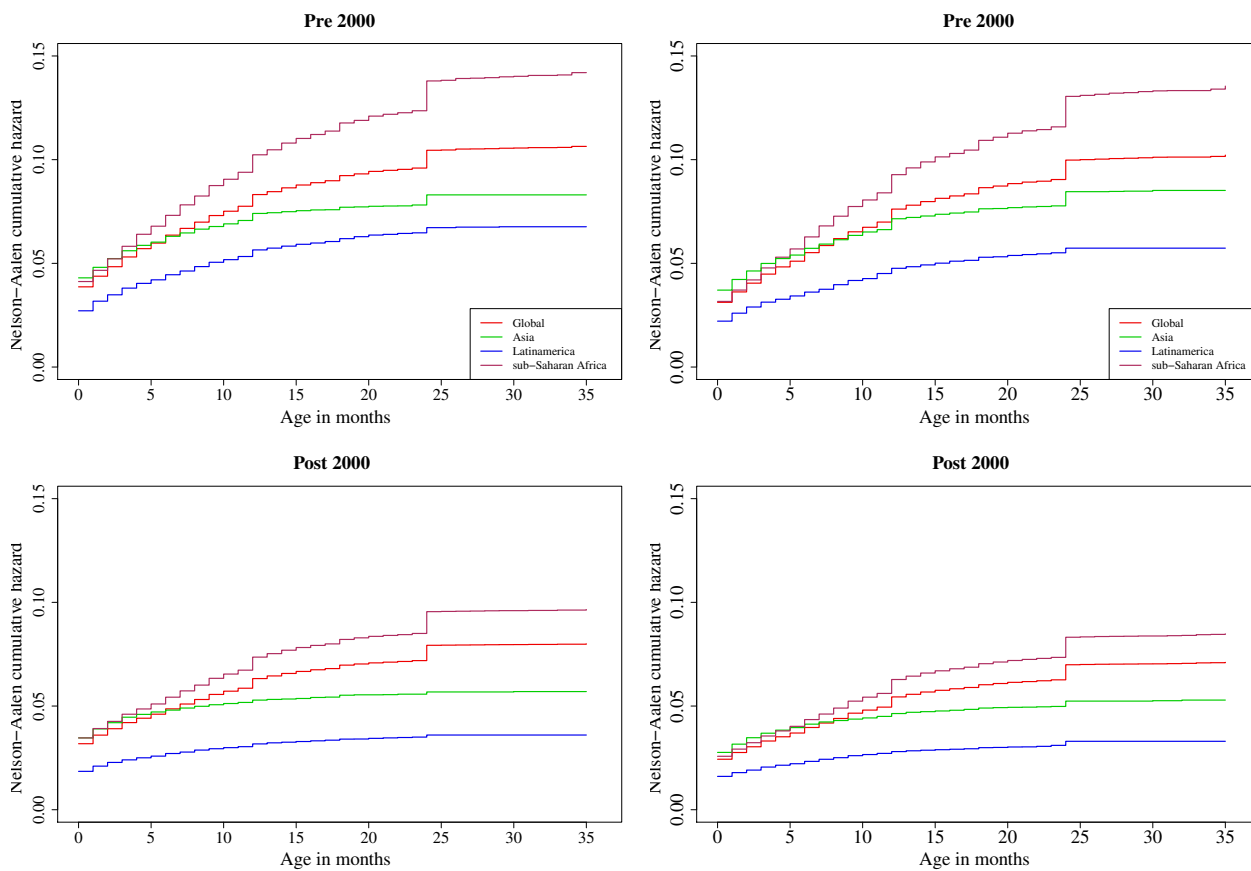 Pre 2000
Nelson−Aalen cumulative hazard
0.15
0.10
0.05
0.00
Global
Asia
Latinamerica
sub−Saharan Africa
0 5 10 15 20 25 30 35
Age in months
Pre 2000
Nelson−Aalen cumulative hazard
0.15
0.10
0.05
0.00
Global
Asia
Latinamerica
sub−Saharan Africa
0 5 10 15 20 25 30 35
Age in months
Post 2000
Nelson−Aalen cumulative hazard
0.15
0.10
0.05
0.00
0 5 10 15 20 25 30 35
Age in months
Post 2000
Nelson−Aalen cumulative hazard
0.15
0.10
0.05
0.00
0 5 10 15 20 25 30 35
Age in months